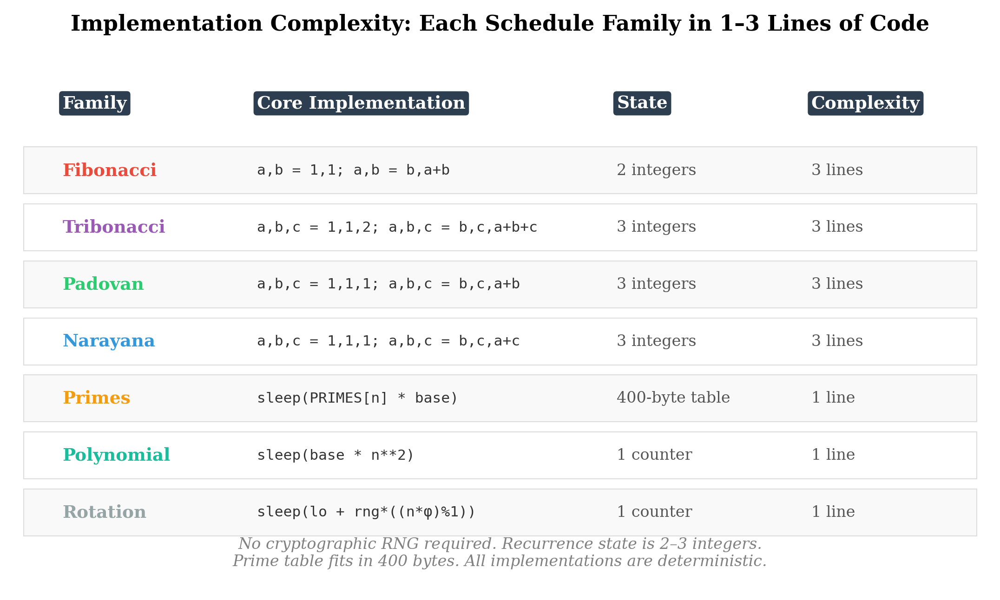 Implementation Complexity: Each Schedule Family in 1–3 Lines of Code
Family Core Implementation State Complexity
Fibonacci a,b = 1,1; a,b = b,a+b 2 integers 3 lines
Tribonacci a,b,c = 1,1,2; a,b,c = b,c,a+b+c 3 integers 3 lines
Padovan a,b,c = 1,1,1; a,b,c = b,c,a+b 3 integers 3 lines
Narayana a,b,c = 1,1,1; a,b,c = b,c,a+c 3 integers 3 lines
Primes sleep(PRIMES[n] * base) 400-byte table 1 line
Polynomial sleep(base * n**2) 1 counter 1 line
Rotation sleep(lo + rng*((n*φ)%1)) 1 counter 1 line
No cryptographic RNG required. Recurrence state is 2–3 integers.
Prime table fits in 400 bytes. All implementations are deterministic.